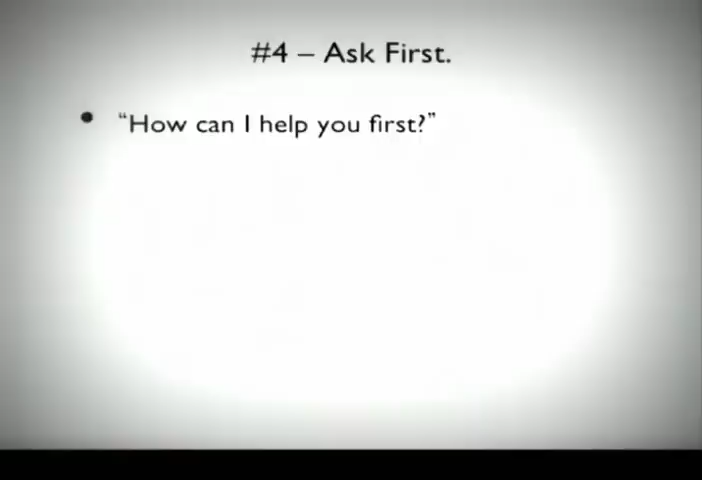 #4 – Ask First.
• “How can I help you first?”